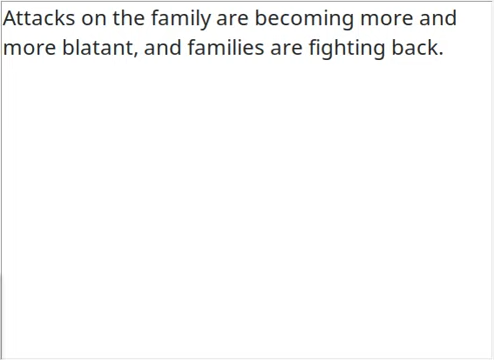 Attacks on the family are becoming more and
more blatant, and families are fighting back.